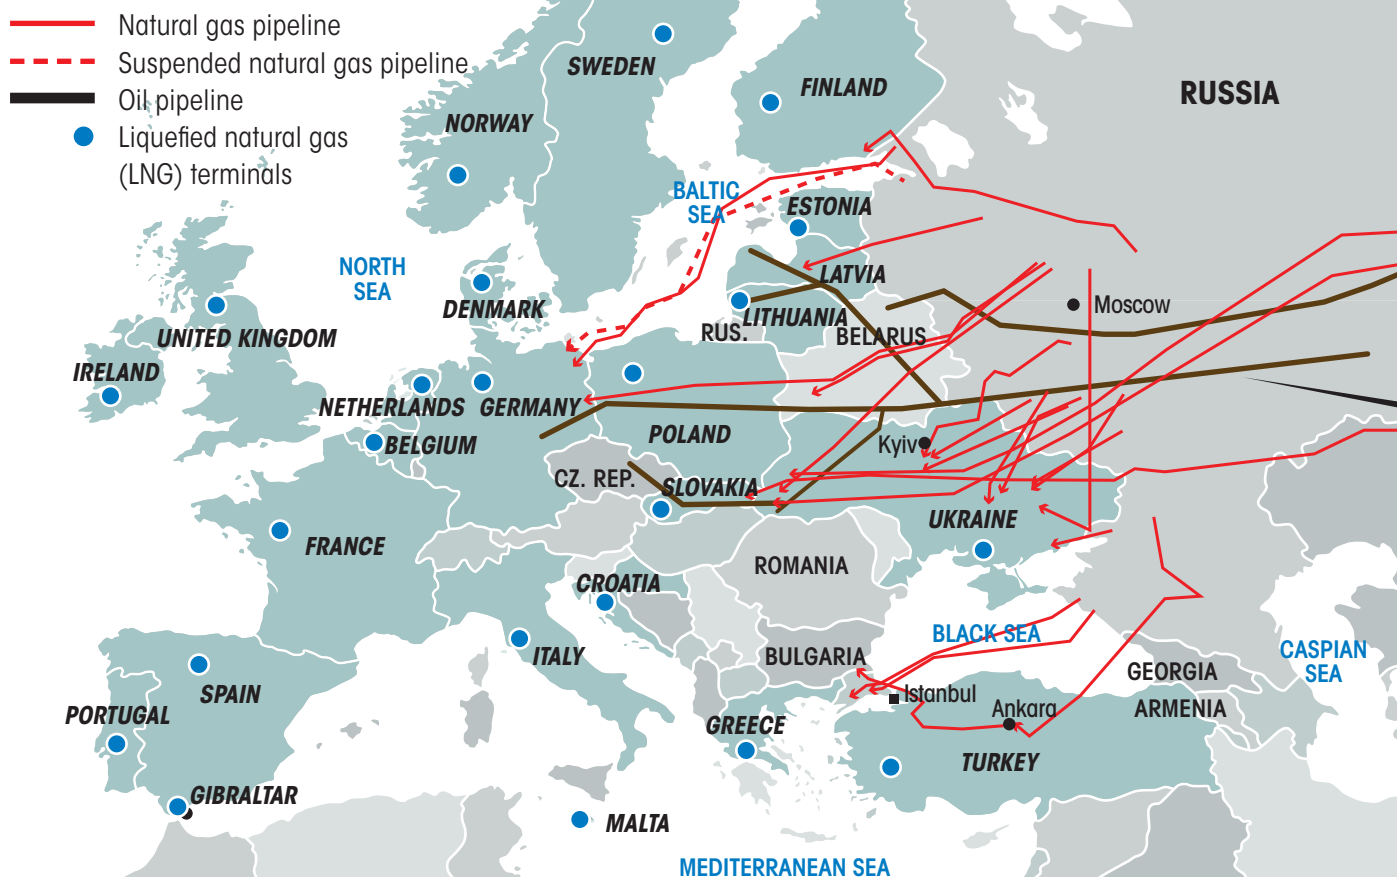 Natural gas pipeline
Suspended natural gas pipeline
Oil pipeline
Liquefied natural gas
(LNG) terminals
SWEDEN
FINLAND
RUSSIA
NORWAY
BALTIC
SEA
ESTONIA
NORTH
SEA
LATVIA
DENMARK
Moscow
LITHUANIA
RUS.
BELARUS
UNITED KINGDOM
IRELAND
NETHERLANDS
GERMANY
BELGIUM
POLAND
Kyiv
CZ. REP.
SLOVAKIA
UKRAINE
FRANCE
ROMANIA
CROATIA
BLACK SEA
CASPIAN
SEA
ITALY
BULGARIA
GEORGIA
SPAIN
Istanbul
Ankara
ARMENIA
PORTUGAL
GREECE
TURKEY
GIBRALTAR
MALTA
MEDITERRANEAN SEA